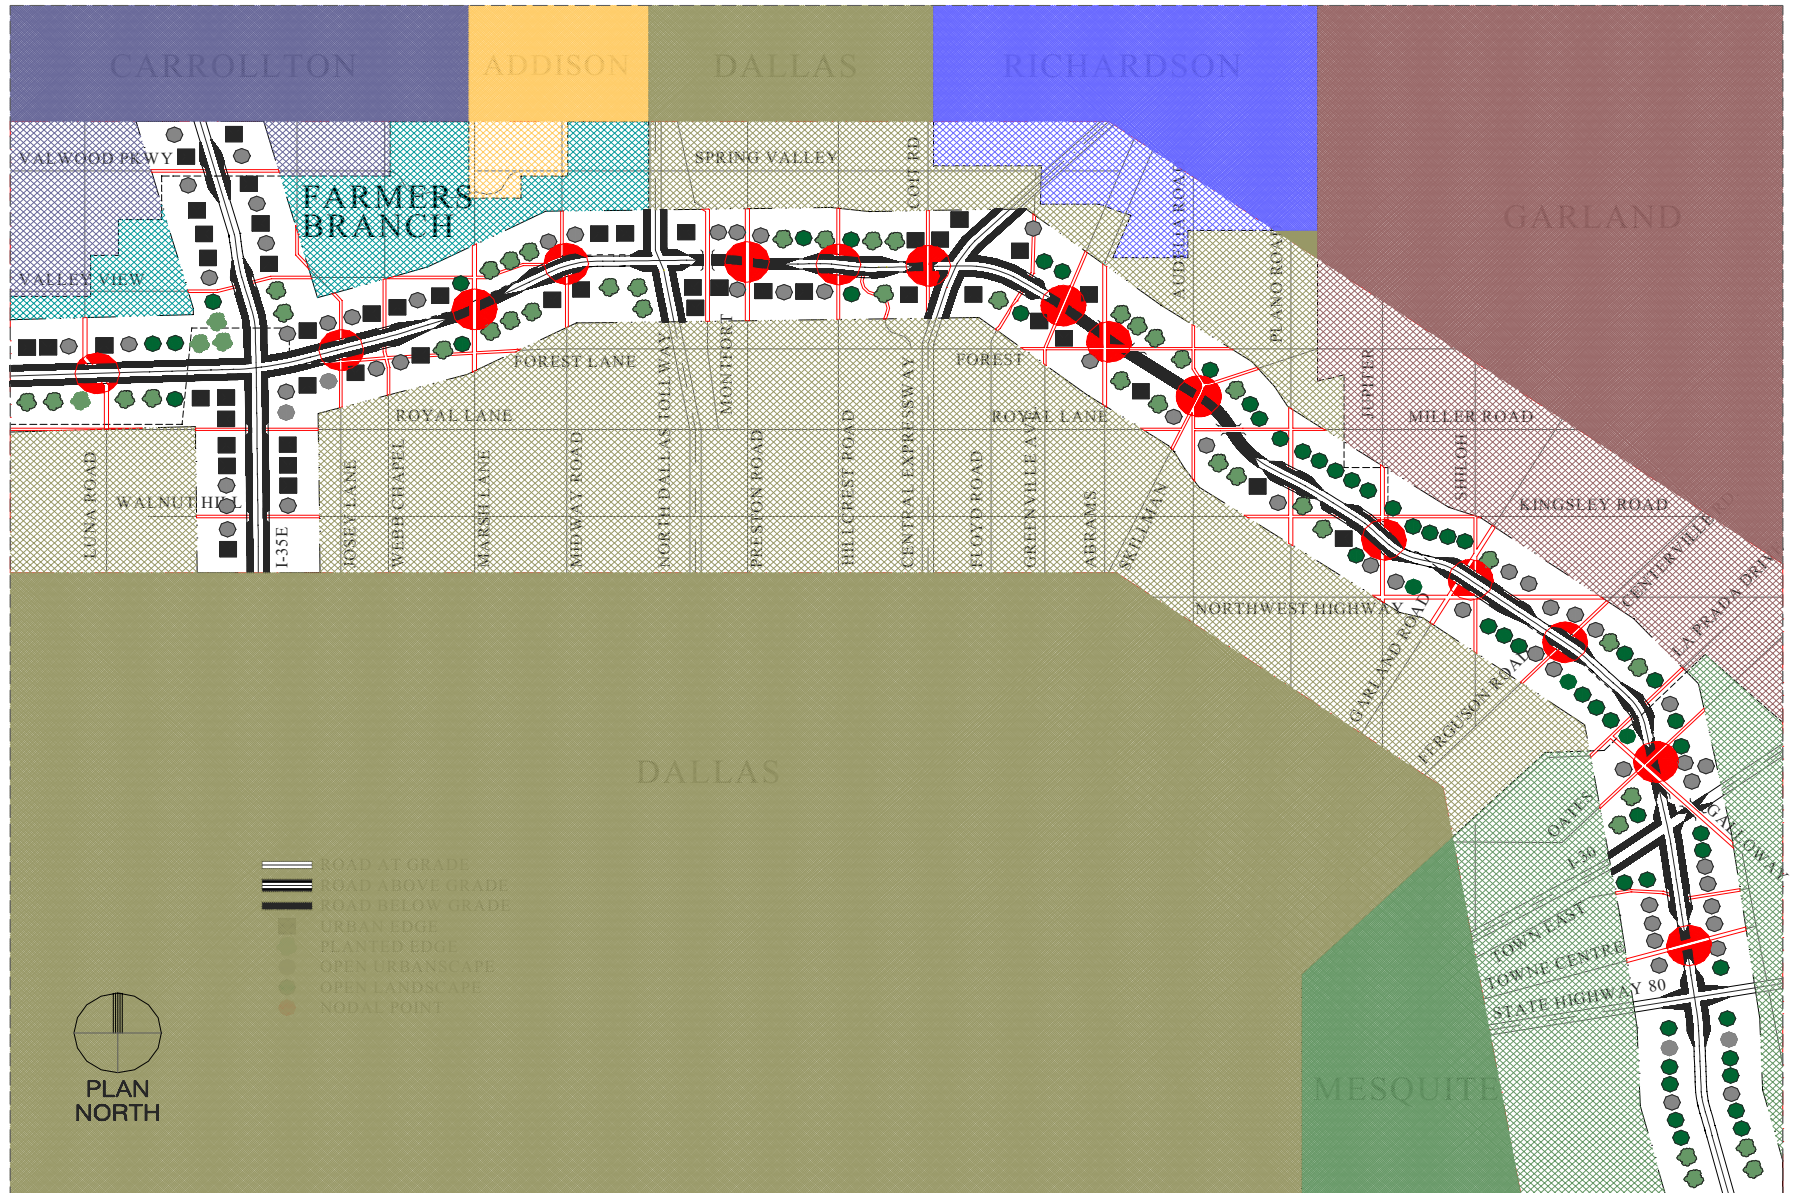 CARROLLTON
ADDISON
DALLAS
RICHARDSON
GARLAND
VALWOOD PKWY
SPRING VALLEY
COIT RD
FARMERS
BRANCH
VALLEY VIEW
AUDELIA ROAD
PLANO ROAD
FOREST LANE
MONTFORT
FOREST
JUPITER
ROYAL LANE
ROYAL LANE
MILLER ROAD
LUNA ROAD
WALNUT HILL
I-35E
JOSEY LANE
WEBB CHAPEL
MARSH LANE
MIDWAY ROAD
NORTH DALLAS TOLLWAY
PRESTON ROAD
HILLCREST ROAD
CENTRAL EXPRESSWAY
FLOYD ROAD
GREENVILLE AVE
ABRAMS
SKILLMAN
SHILOH
KINGSLEY ROAD
CENTERVILLE RD
LA PRADA DRIVE
NORTHWEST HIGHWAY
GARLAND ROAD
FERGUSON ROAD
DALLAS
OATES
GALLOWAY
I-30
TOWN EAST
TOWNE CENTRE
STATE HIGHWAY 80
MESQUITE
ROAD AT GRADE
ROAD ABOVE GRADE
ROAD BELOW GRADE
URBAN EDGE
PLANTED EDGE
OPEN URBANSCAPE
OPEN LANDSCAPE
NODAL POINT
PLAN
NORTH